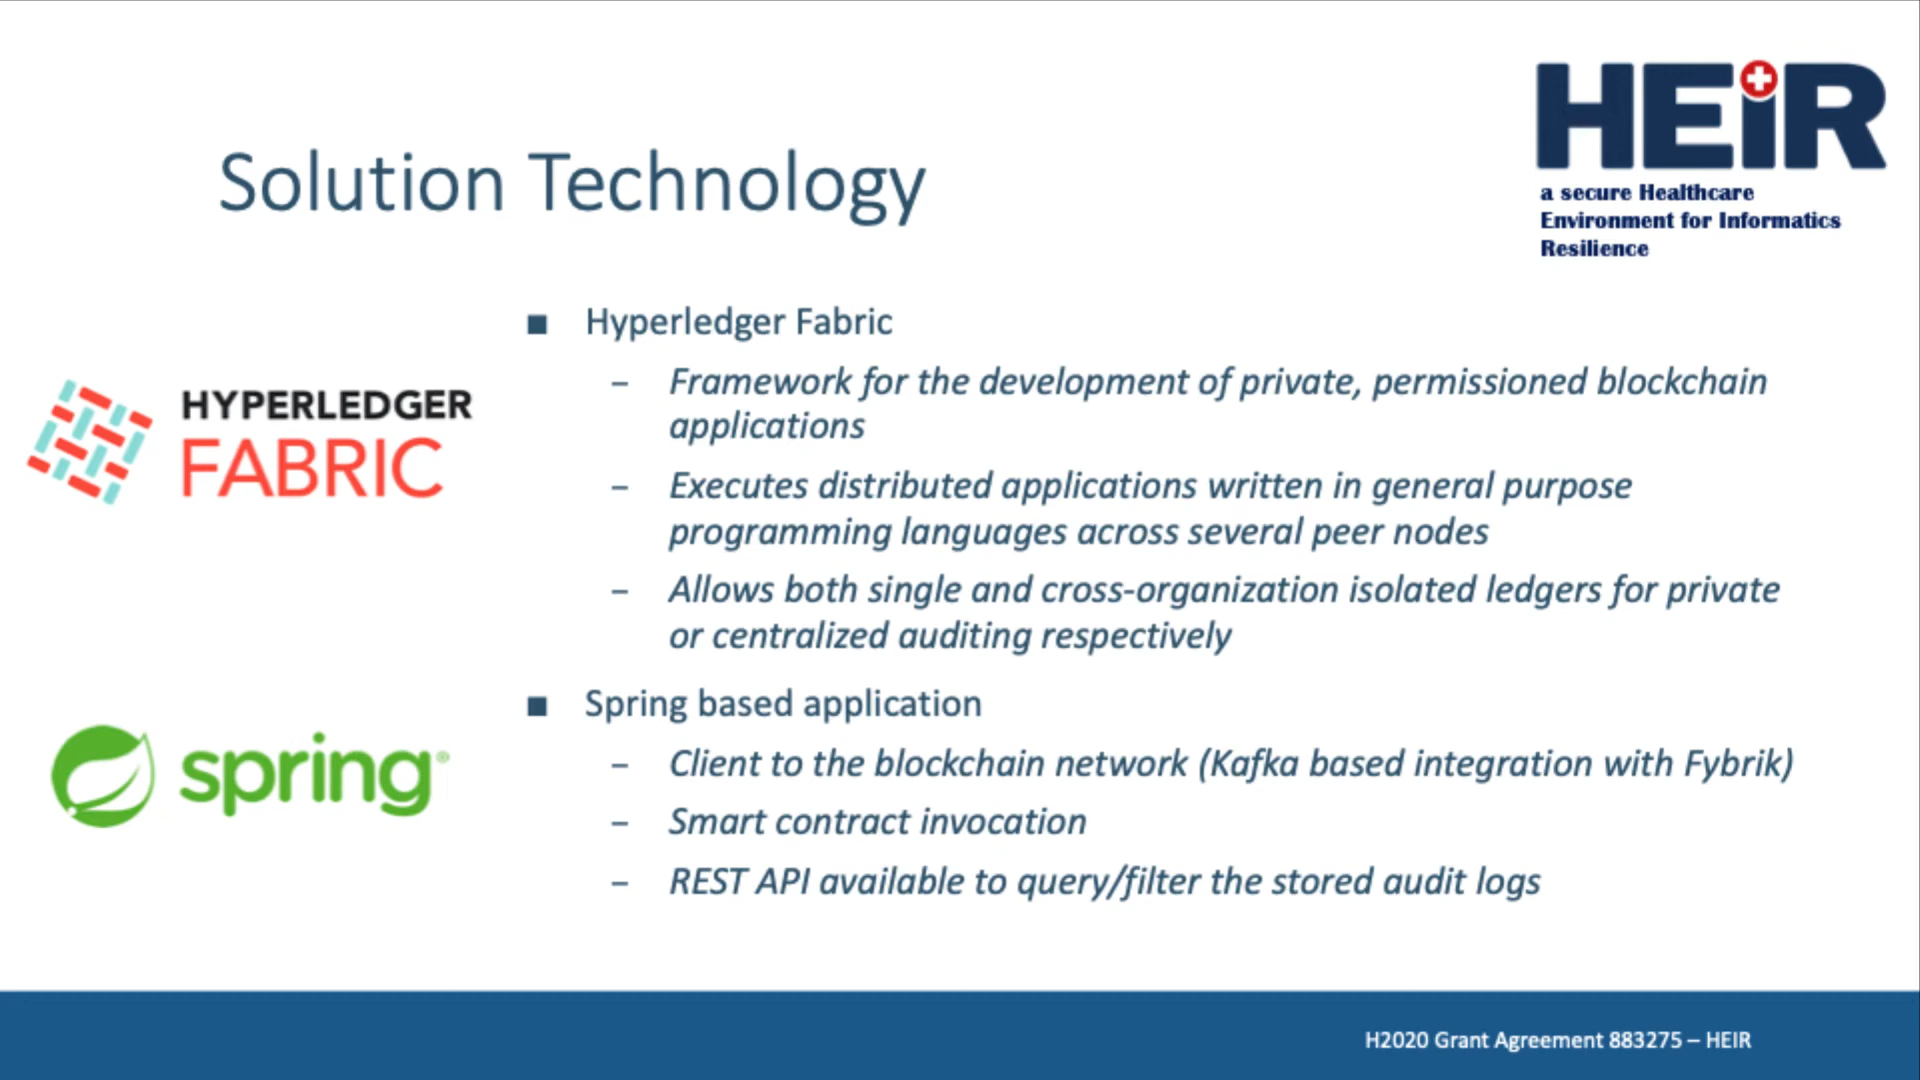 HEiR
a secure Healthcare
Environment for Informatics
Resilience
Solution Technology
HYPERLEDGER
FABRIC
■ Hyperledger Fabric
– Framework for the development of private, permissioned blockchain
applications
– Executes distributed applications written in general purpose
programming languages across several peer nodes
– Allows both single and cross-organization isolated ledgers for private
or centralized auditing respectively
spring®
■ Spring based application
– Client to the blockchain network (Kafka based integration with Fybrik)
– Smart contract invocation
– REST API available to query/filter the stored audit logs
H2020 Grant Agreement 883275 – HEIR